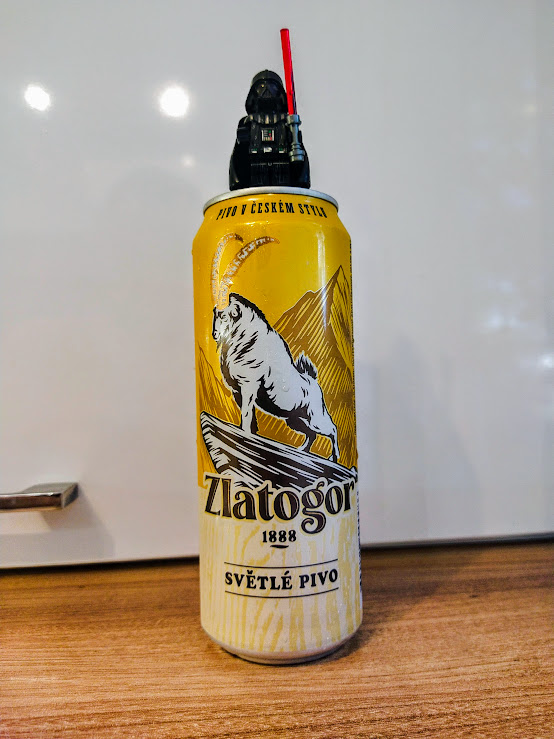 PIVO V ČESKÉM STYLU
Zlatogor
1888
SVĚTLÉ PIVO